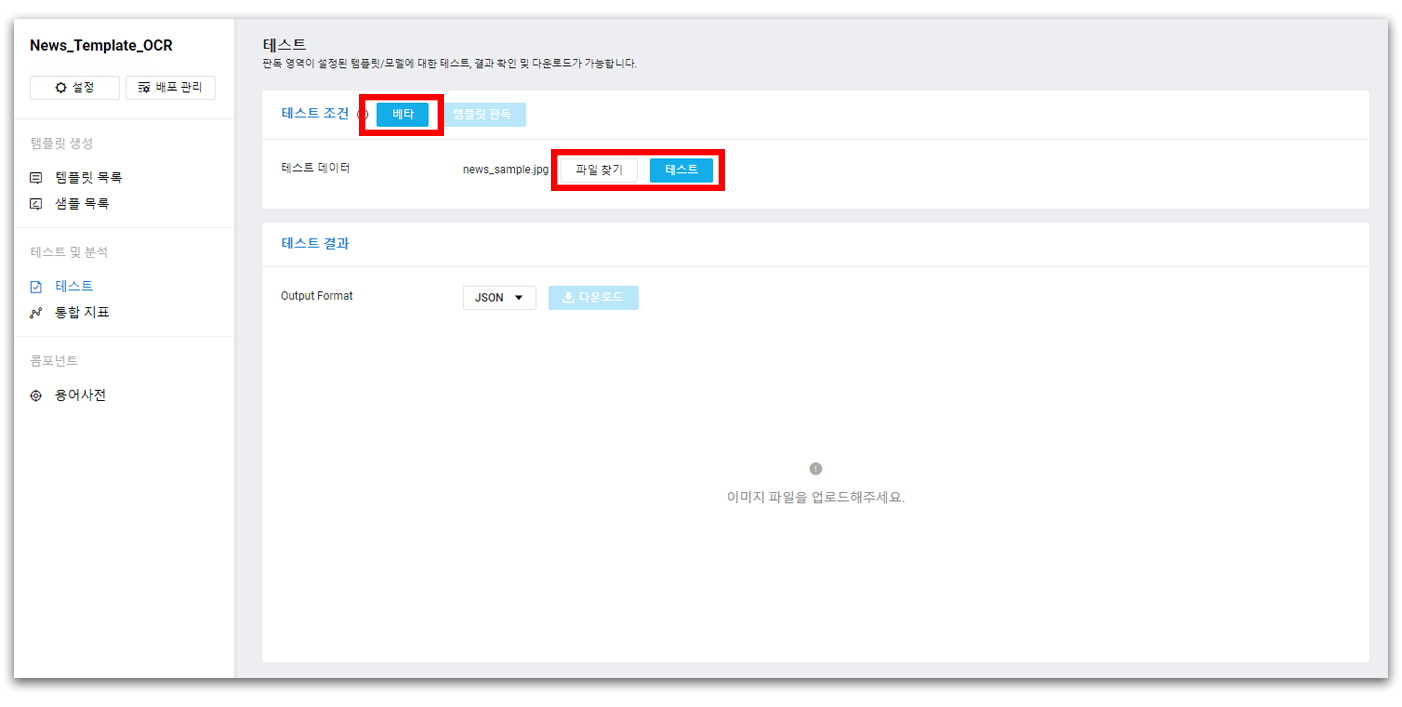 News_Template_OCR
설정
배포 관리
템플릿 생성
템플릿 목록
샘플 목록
테스트 및 분석
테스트
통합 지표
콤포넌트
용어사전
테스트
판독 영역이 설정된 템플릿/모델에 대한 테스트, 결과 확인 및 다운로드가 가능합니다.
테스트 조건 베타 템플릿 판독
테스트 데이터 news_sample.jpg 파일 찾기 테스트
테스트 결과
Output Format JSON 다운로드
이미지 파일을 업로드해주세요.